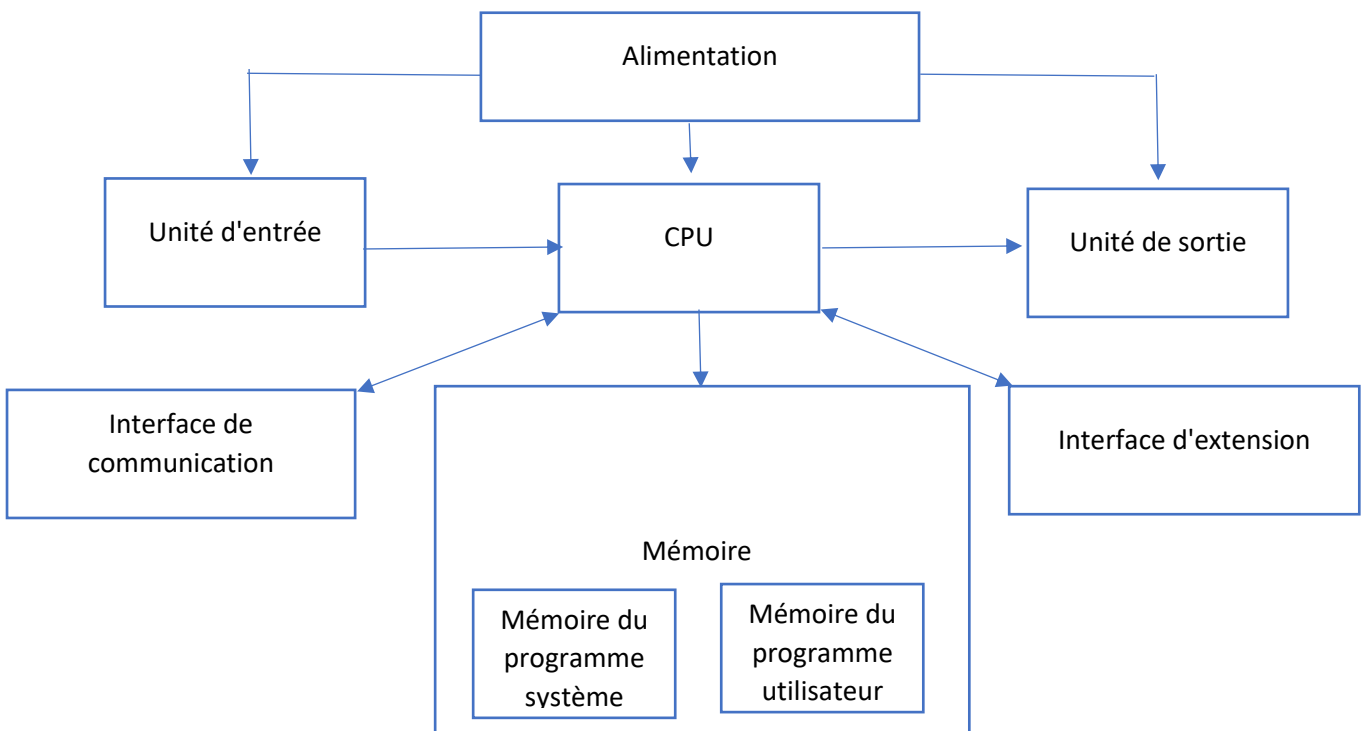 Alimentation
Unité d'entrée
CPU
Unité de sortie
Interface de
communication
Interface d'extension
Mémoire
Mémoire du
programme
système
Mémoire du
programme
utilisateur